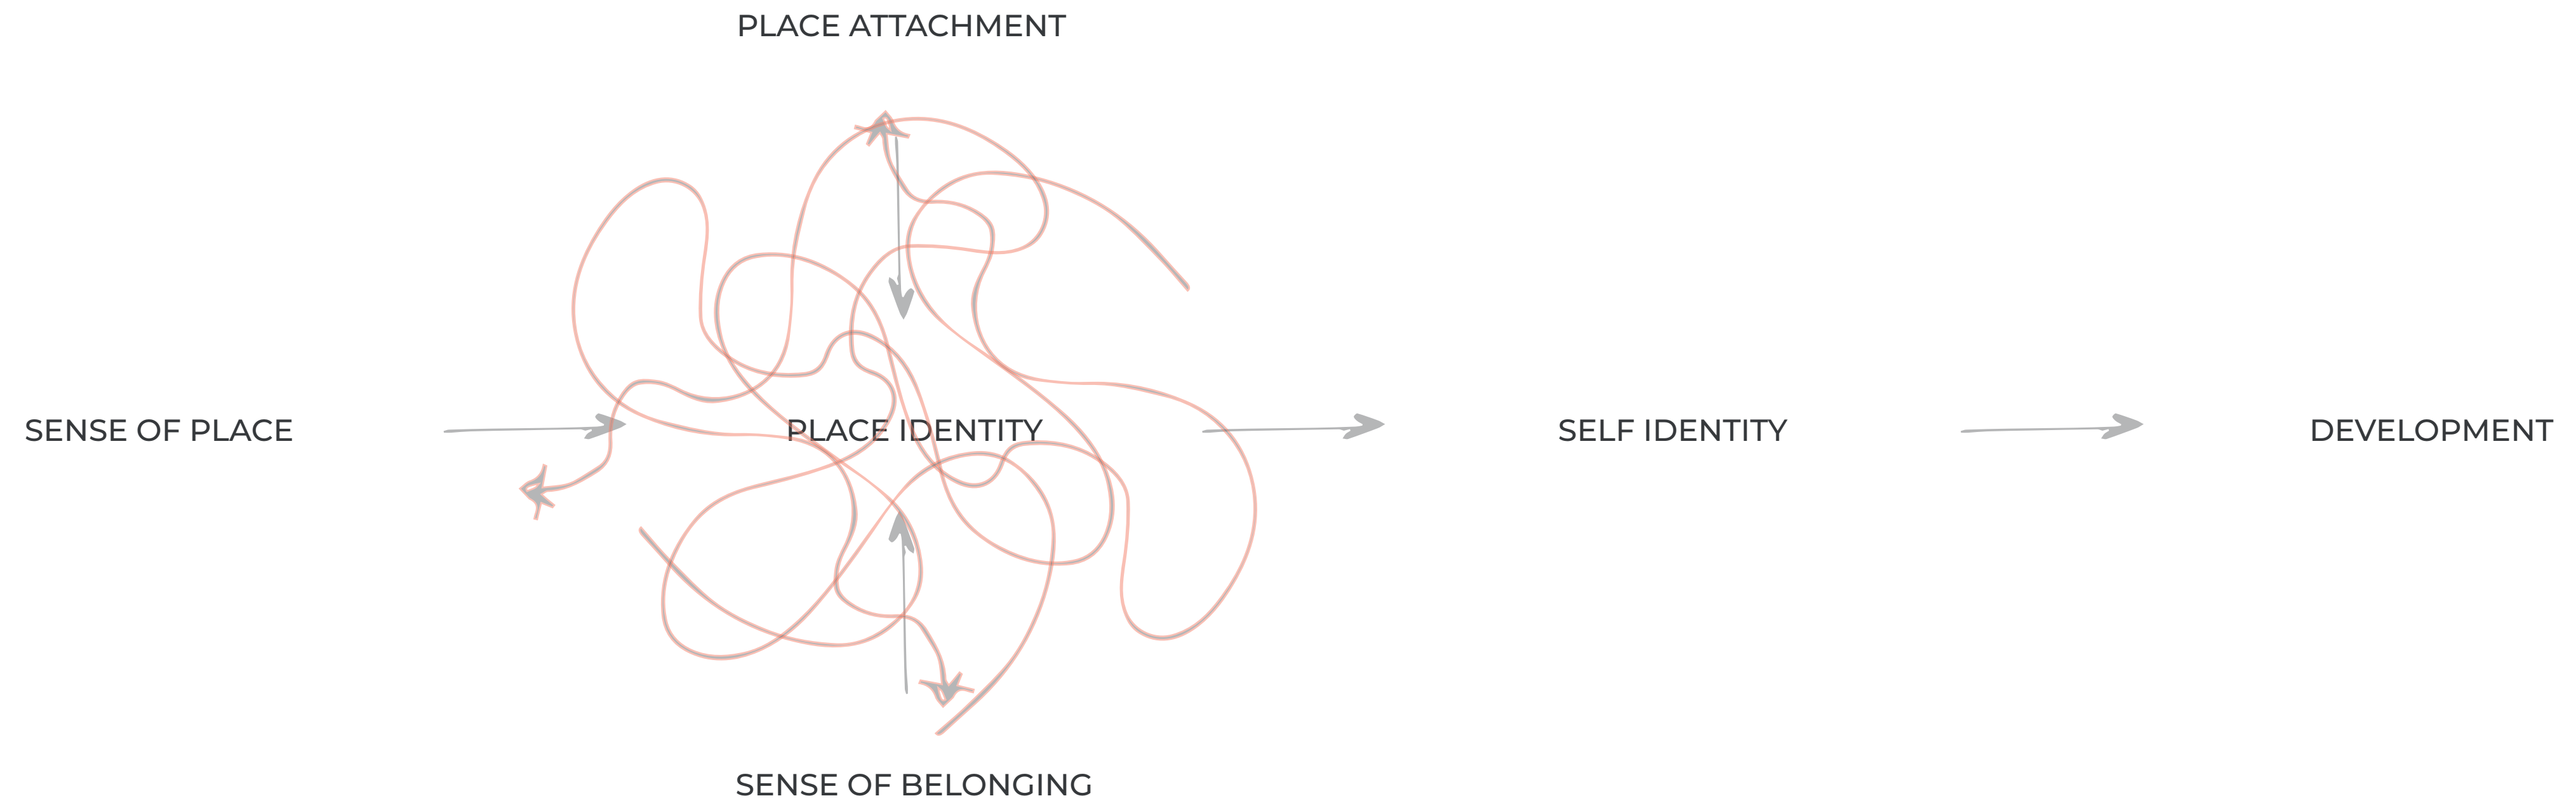 PLACE ATTACHMENT
SENSE OF PLACE
PLACE IDENTITY
SELF IDENTITY
DEVELOPMENT
SENSE OF BELONGING